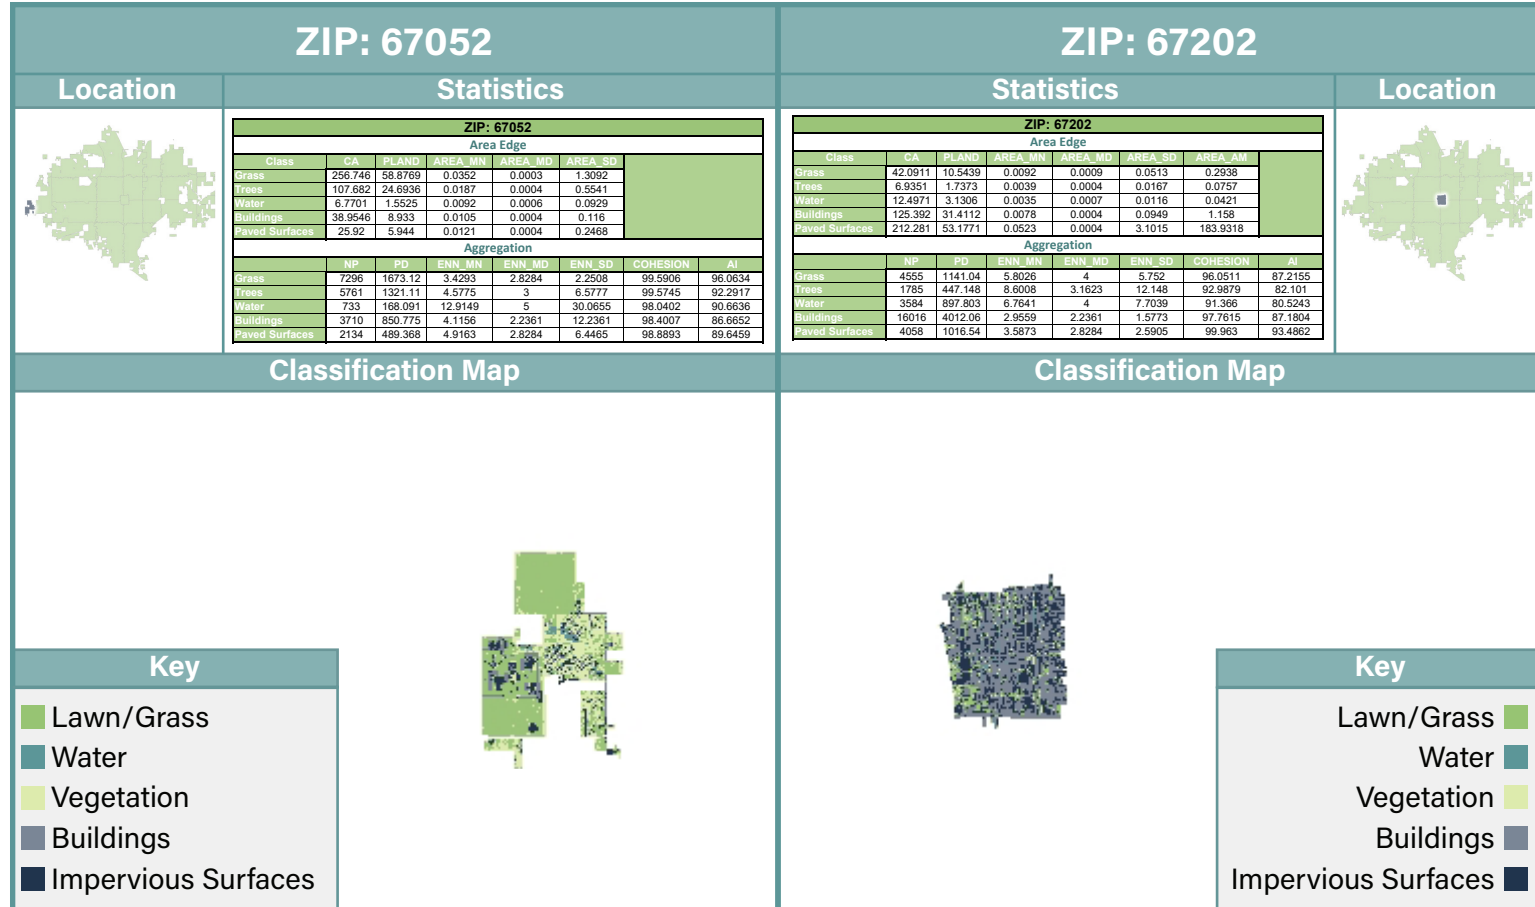 ZIP: 67052
Location
Statistics
ZIP: 67052
Area Edge
Class CA PLAND AREA_MN AREA_MD AREA_SD
Grass 256.746 58.8769 0.0352 0.0003 1.3092
Trees 107.682 24.6936 0.0187 0.0004 0.5541
Water 6.7701 1.5525 0.0092 0.0006 0.0929
Buildings 38.9546 8.933 0.0105 0.0004 0.116
Paved Surfaces 25.92 5.944 0.0121 0.0004 0.2468
Aggregation
NP PD ENN_MN ENN_MD ENN_SD COHESION AI
Grass 7296 1673.12 3.4293 2.8284 2.2508 99.5906 96.0634
Trees 5761 1321.11 4.5775 3 6.5777 99.5745 92.2917
Water 733 168.091 12.9149 5 30.0655 98.0402 90.6636
Buildings 3710 850.775 4.1156 2.2361 12.2361 98.4007 86.6652
Paved Surfaces 2134 489.368 4.9163 2.8284 6.4465 98.8893 89.6459
Classification Map
Key
Lawn/Grass
Water
Vegetation
Buildings
Impervious Surfaces
ZIP: 67202
Statistics
Location
ZIP: 67202
Area Edge
Class CA PLAND AREA_MN AREA_MD AREA_SD AREA_AM
Grass 42.0911 10.5439 0.0092 0.0009 0.0513 0.2938
Trees 6.9351 1.7373 0.0039 0.0004 0.0167 0.0757
Water 12.4971 3.1306 0.0035 0.0007 0.0116 0.0421
Buildings 125.392 31.4112 0.0078 0.0004 0.0949 1.158
Paved Surfaces 212.281 53.1771 0.0523 0.0004 3.1015 183.9318
Aggregation
NP PD ENN_MN ENN_MD ENN_SD COHESION AI
Grass 4555 1141.04 5.8026 4 5.752 96.0511 87.2155
Trees 1785 447.148 8.6008 3.1623 12.148 92.9879 82.101
Water 3584 897.803 6.7641 4 7.7039 91.366 80.5243
Buildings 16016 4012.06 2.9559 2.2361 1.5773 97.7615 87.1804
Paved Surfaces 4058 1016.54 3.5873 2.8284 2.5905 99.963 93.4862
Classification Map
Key
Lawn/Grass
Water
Vegetation
Buildings
Impervious Surfaces